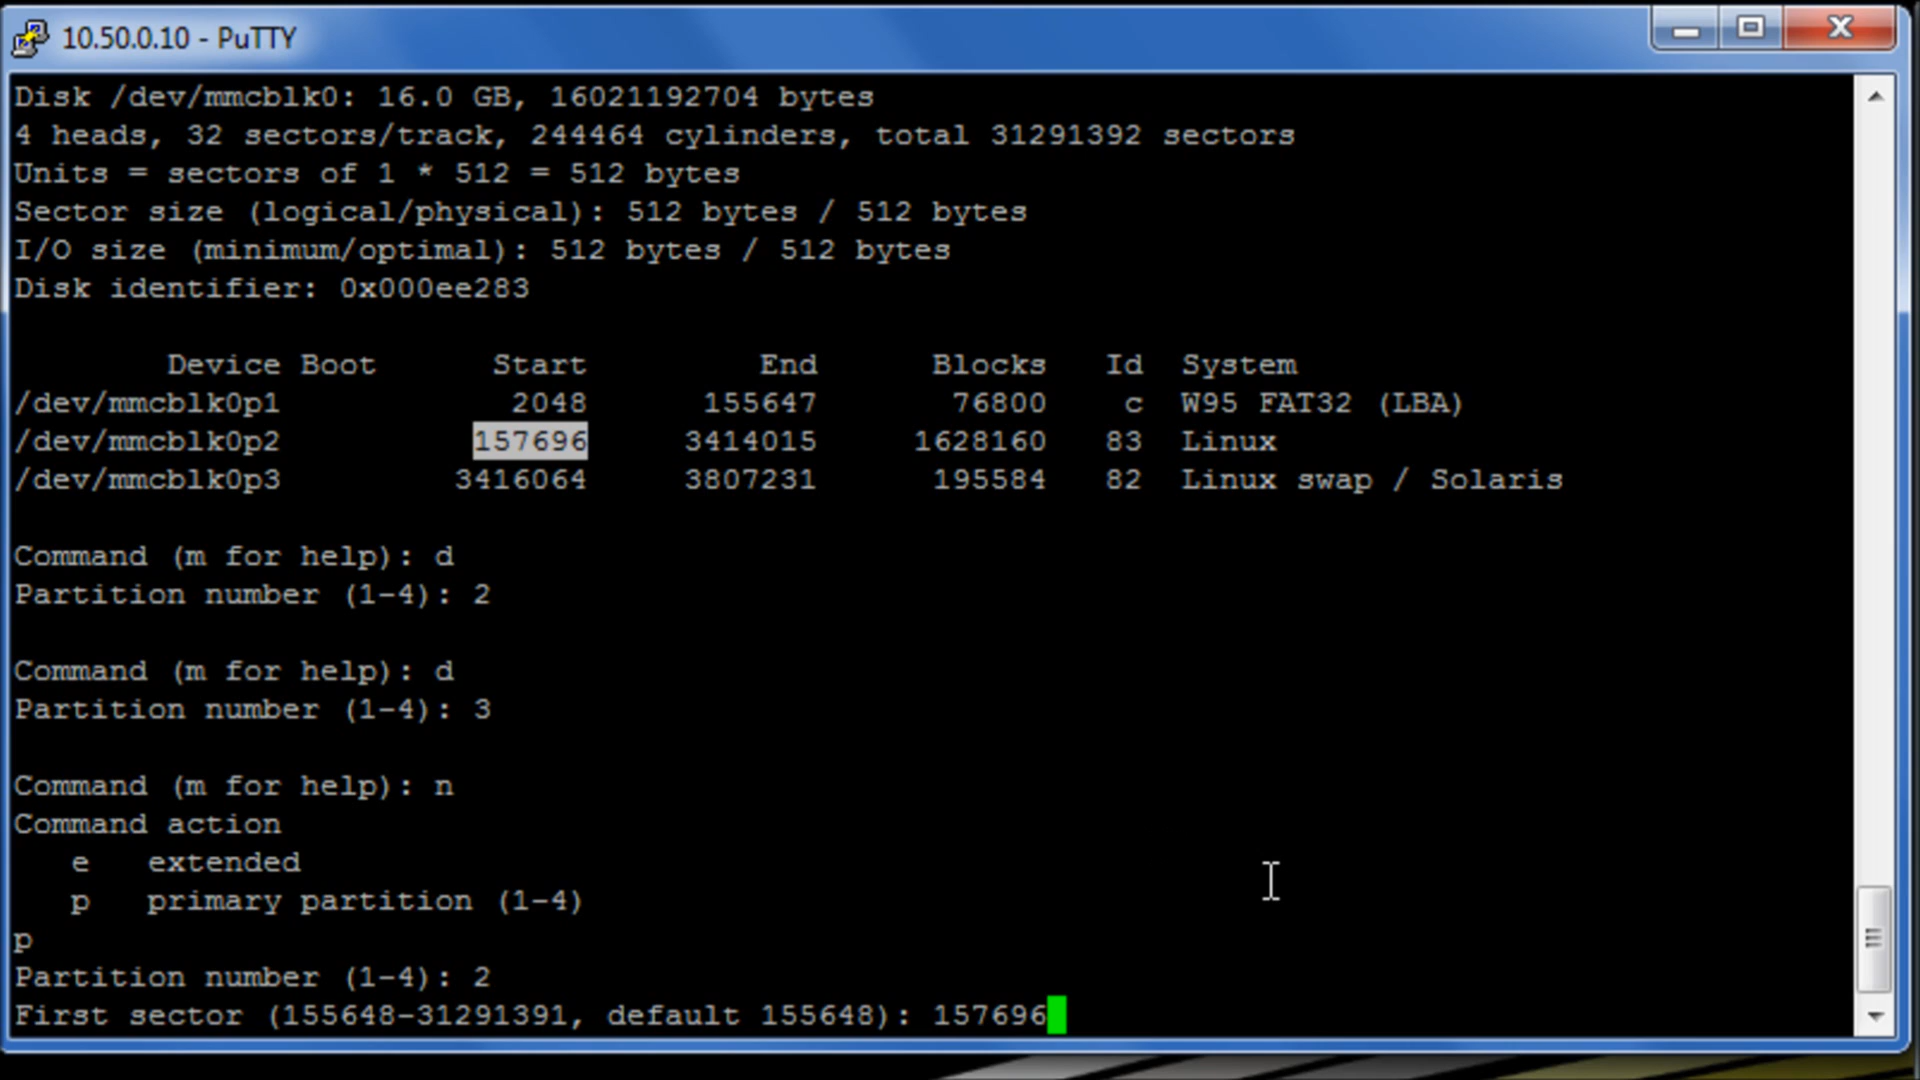 10.50.0.10 - PuTTY
Disk /dev/mmcblk0: 16.0 GB, 16021192704 bytes
4 heads, 32 sectors/track, 244464 cylinders, total 31291392 sectors
Units = sectors of 1 * 512 = 512 bytes
Sector size (logical/physical): 512 bytes / 512 bytes
I/O size (minimum/optimal): 512 bytes / 512 bytes
Disk identifier: 0x000ee283
Device Boot Start End Blocks Id System
/dev/mmcblk0p1 2048 155647 76800 c W95 FAT32 (LBA)
/dev/mmcblk0p2 157696 3414015 1628160 83 Linux
/dev/mmcblk0p3 3416064 3807231 195584 82 Linux swap / Solaris
Command (m for help): d
Partition number (1-4): 2
Command (m for help): d
Partition number (1-4): 3
Command (m for help): n
Command action
e extended
p primary partition (1-4)
p
Partition number (1-4): 2
First sector (155648-31291391, default 155648): 157696